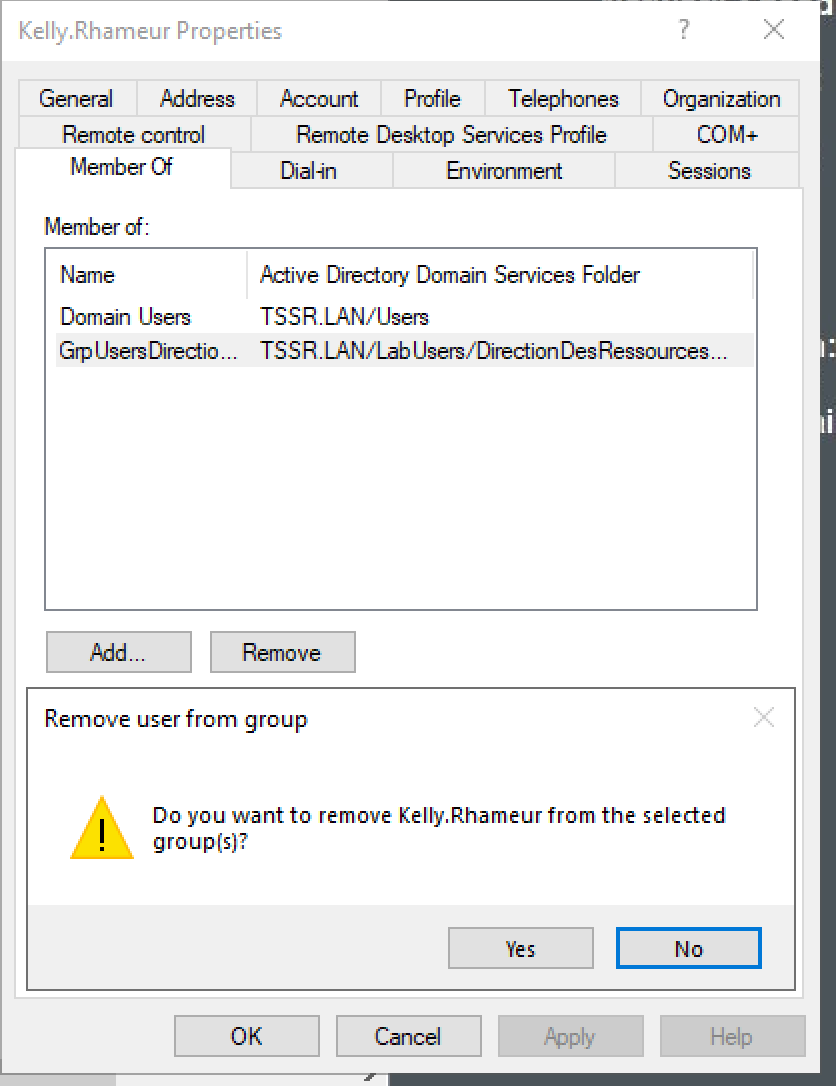 Kelly.Rhameur Properties ? ×
General Address Account Profile Telephones Organization
Remote control Remote Desktop Services Profile COM+
Member Of Dial-in Environment Sessions
Member of:
Name Active Directory Domain Services Folder
Domain Users TSSR.LAN/Users
GrpUsersDirectio... TSSR.LAN/LabUsers/DirectionDesRessources...
Add... Remove
Remove user from group
Do you want to remove Kelly.Rhameur from the selected
group(s)?
Yes No
OK Cancel Apply Help